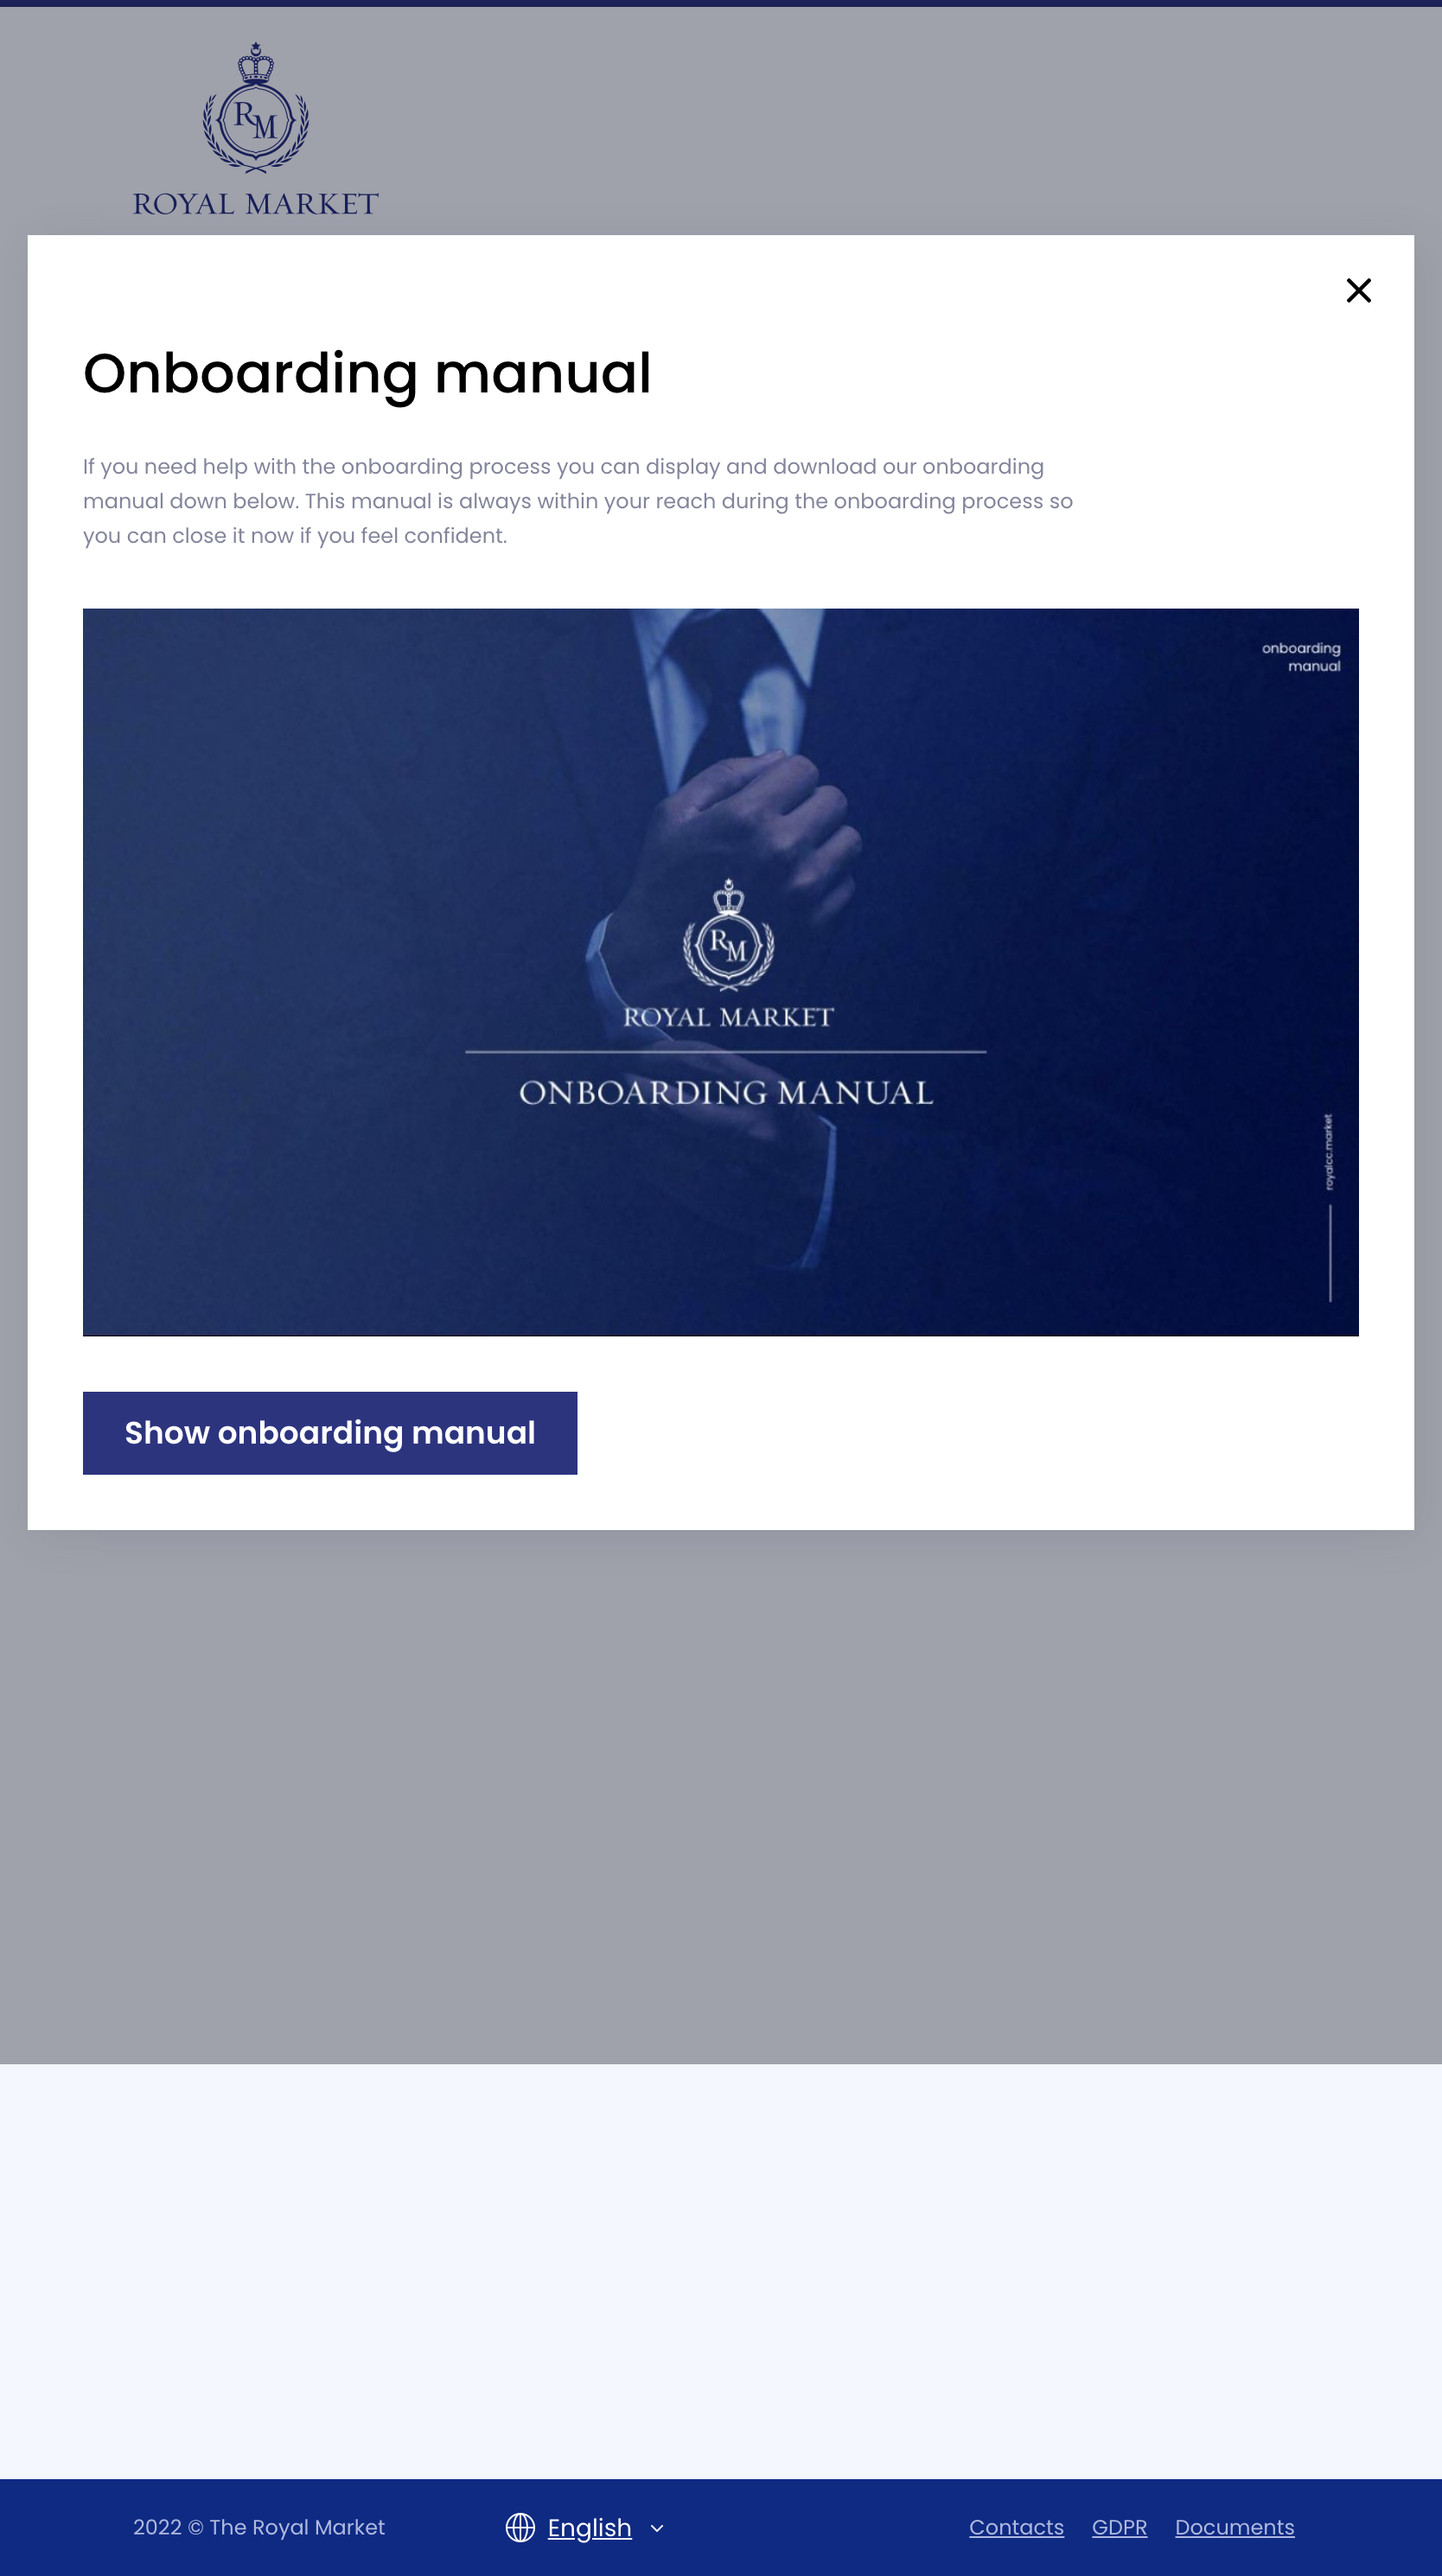 RM
ROYAL MARKET
Onboarding manual
If you need help with the onboarding process you can display and download our onboarding
manual down below. This manual is always within your reach during the onboarding process so
you can close it now if you feel confident.
onboarding
manual
RM
ROYAL MARKET
ONBOARDING MANUAL
royalcc.market
Show onboarding manual
2022 © The Royal Market
English
Contacts GDPR Documents